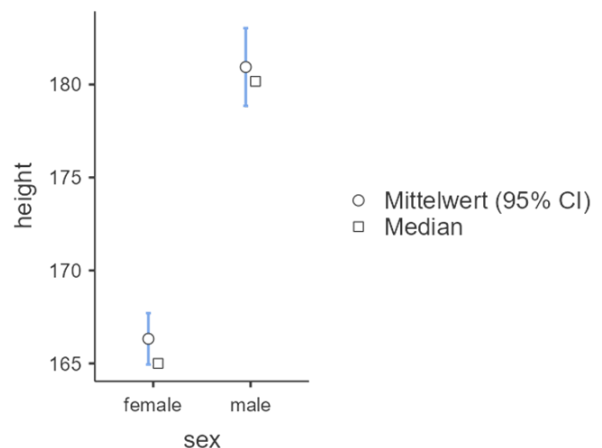 height
180
175
170
165
female
male
sex
Mittelwert (95% CI)
Median